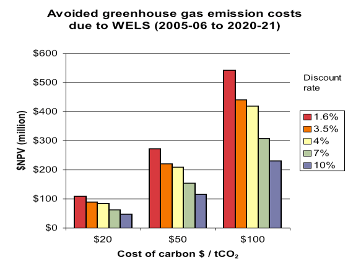 Avoided greenhouse gas emission costs
due to WELS (2005-06 to 2020-21)
$600
$500
$400
$300
$200
$100
$0
$NPV (million)
$20
$50
$100
Cost of carbon $ / tCO₂
Discount
rate
1.6%
3.5%
4%
7%
10%